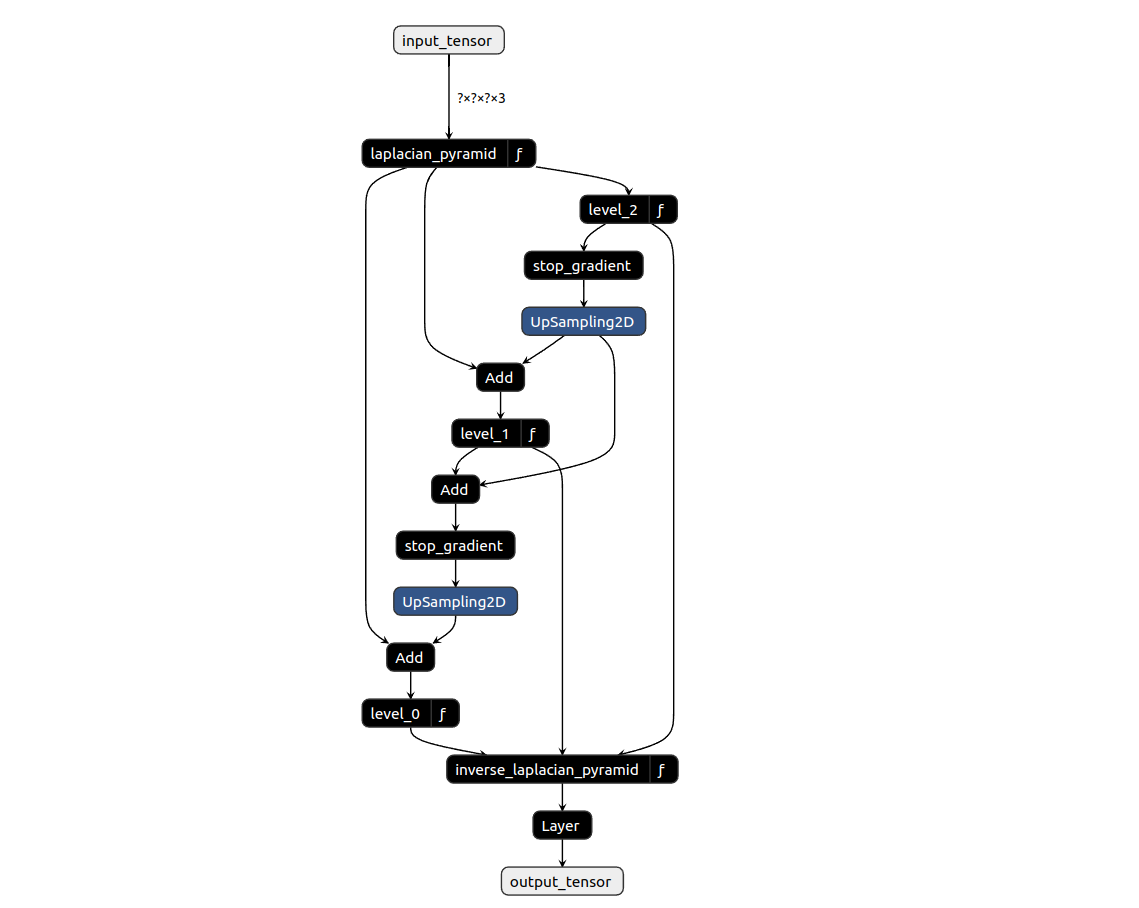 input_tensor
?×?×?×3
laplacian_pyramid ƒ
level_2 ƒ
stop_gradient
UpSampling2D
Add
level_1 ƒ
Add
stop_gradient
UpSampling2D
Add
level_0 ƒ
inverse_laplacian_pyramid ƒ
Layer
output_tensor